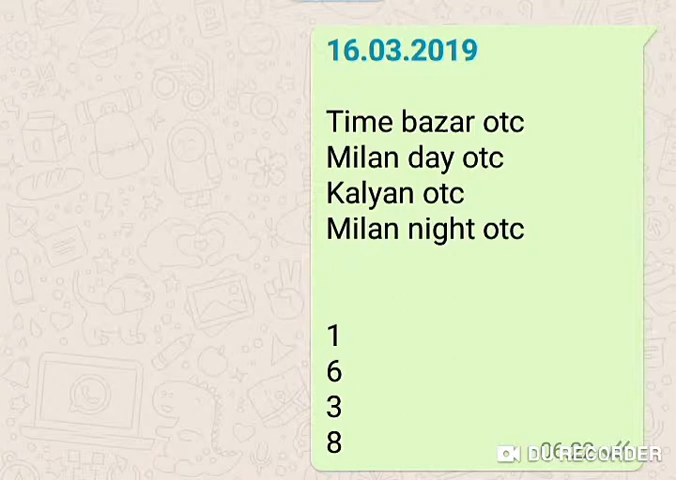 16.03.2019
Time bazar otc
Milan day otc
Kalyan otc
Milan night otc
1
6
3
8
DU RECORDER